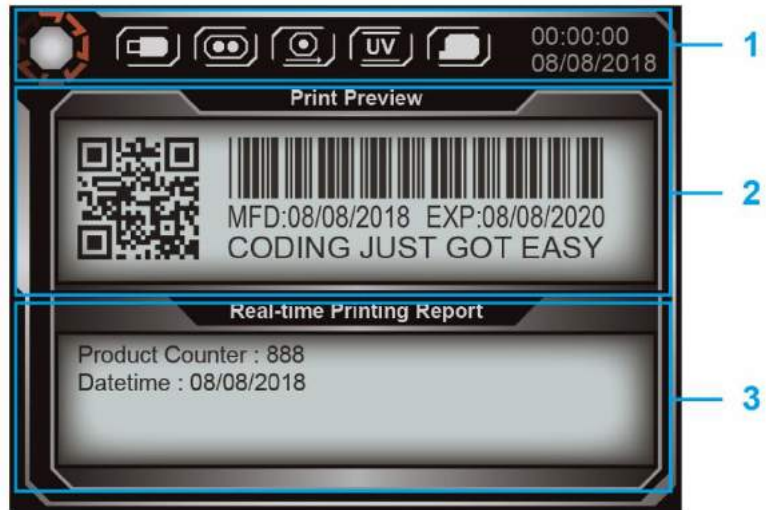 UV
00:00:00
08/08/2018
1
Print Preview
MFD:08/08/2018 EXP:08/08/2020
CODING JUST GOT EASY
2
Real-time Printing Report
Product Counter : 888
Datetime : 08/08/2018
3